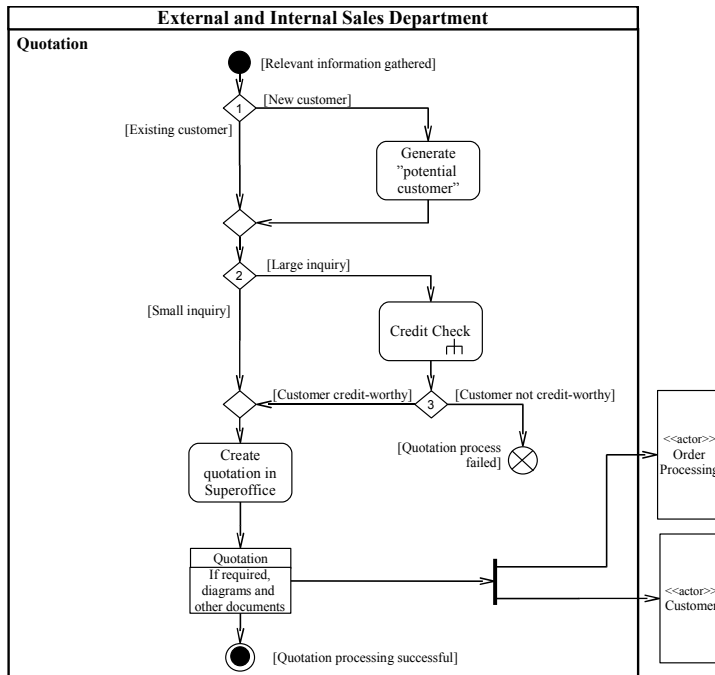 External and Internal Sales Department
Quotation
[Relevant information gathered]
1
[New customer]
[Existing customer]
Generate
”potential
customer”
2
[Large inquiry]
[Small inquiry]
Credit Check
[Customer credit-worthy]
3
[Customer not credit-worthy]
[Quotation process
failed]
Create
quotation in
Superoffice
<<actor>>
Order
Processing
Quotation
If required,
diagrams and
other documents
<<actor>>
Customer
[Quotation processing successful]